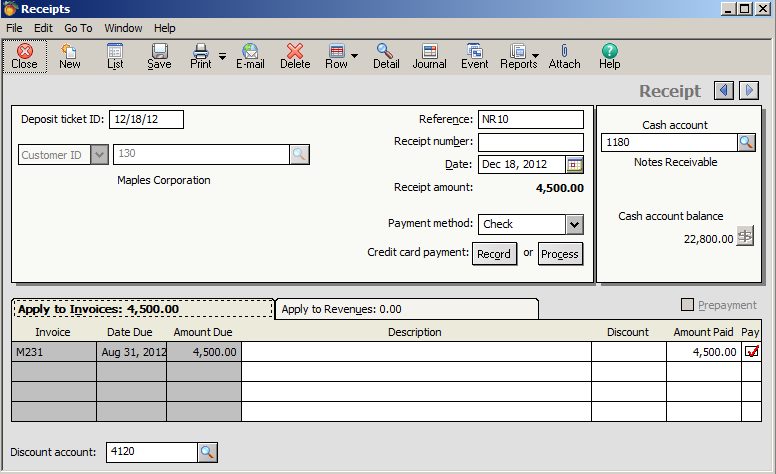 Receipts
File Edit Go To Window Help
Close New List Save Print E-mail Delete Row Detail Journal Event Reports Attach Help
Receipt
Deposit ticket ID: 12/18/12
Customer ID 130
Maples Corporation
Reference: NR10
Receipt number:
Date: Dec 18, 2012
Receipt amount: 4,500.00
Payment method: Check
Credit card payment: Record or Process
Cash account
1180
Notes Receivable
Cash account balance
22,800.00
Apply to Invoices: 4,500.00 Apply to Revenues: 0.00 Prepayment
Invoice Date Due Amount Due Description Discount Amount Paid Pay
M231 Aug 31, 2012 4,500.00 4,500.00
Discount account: 4120